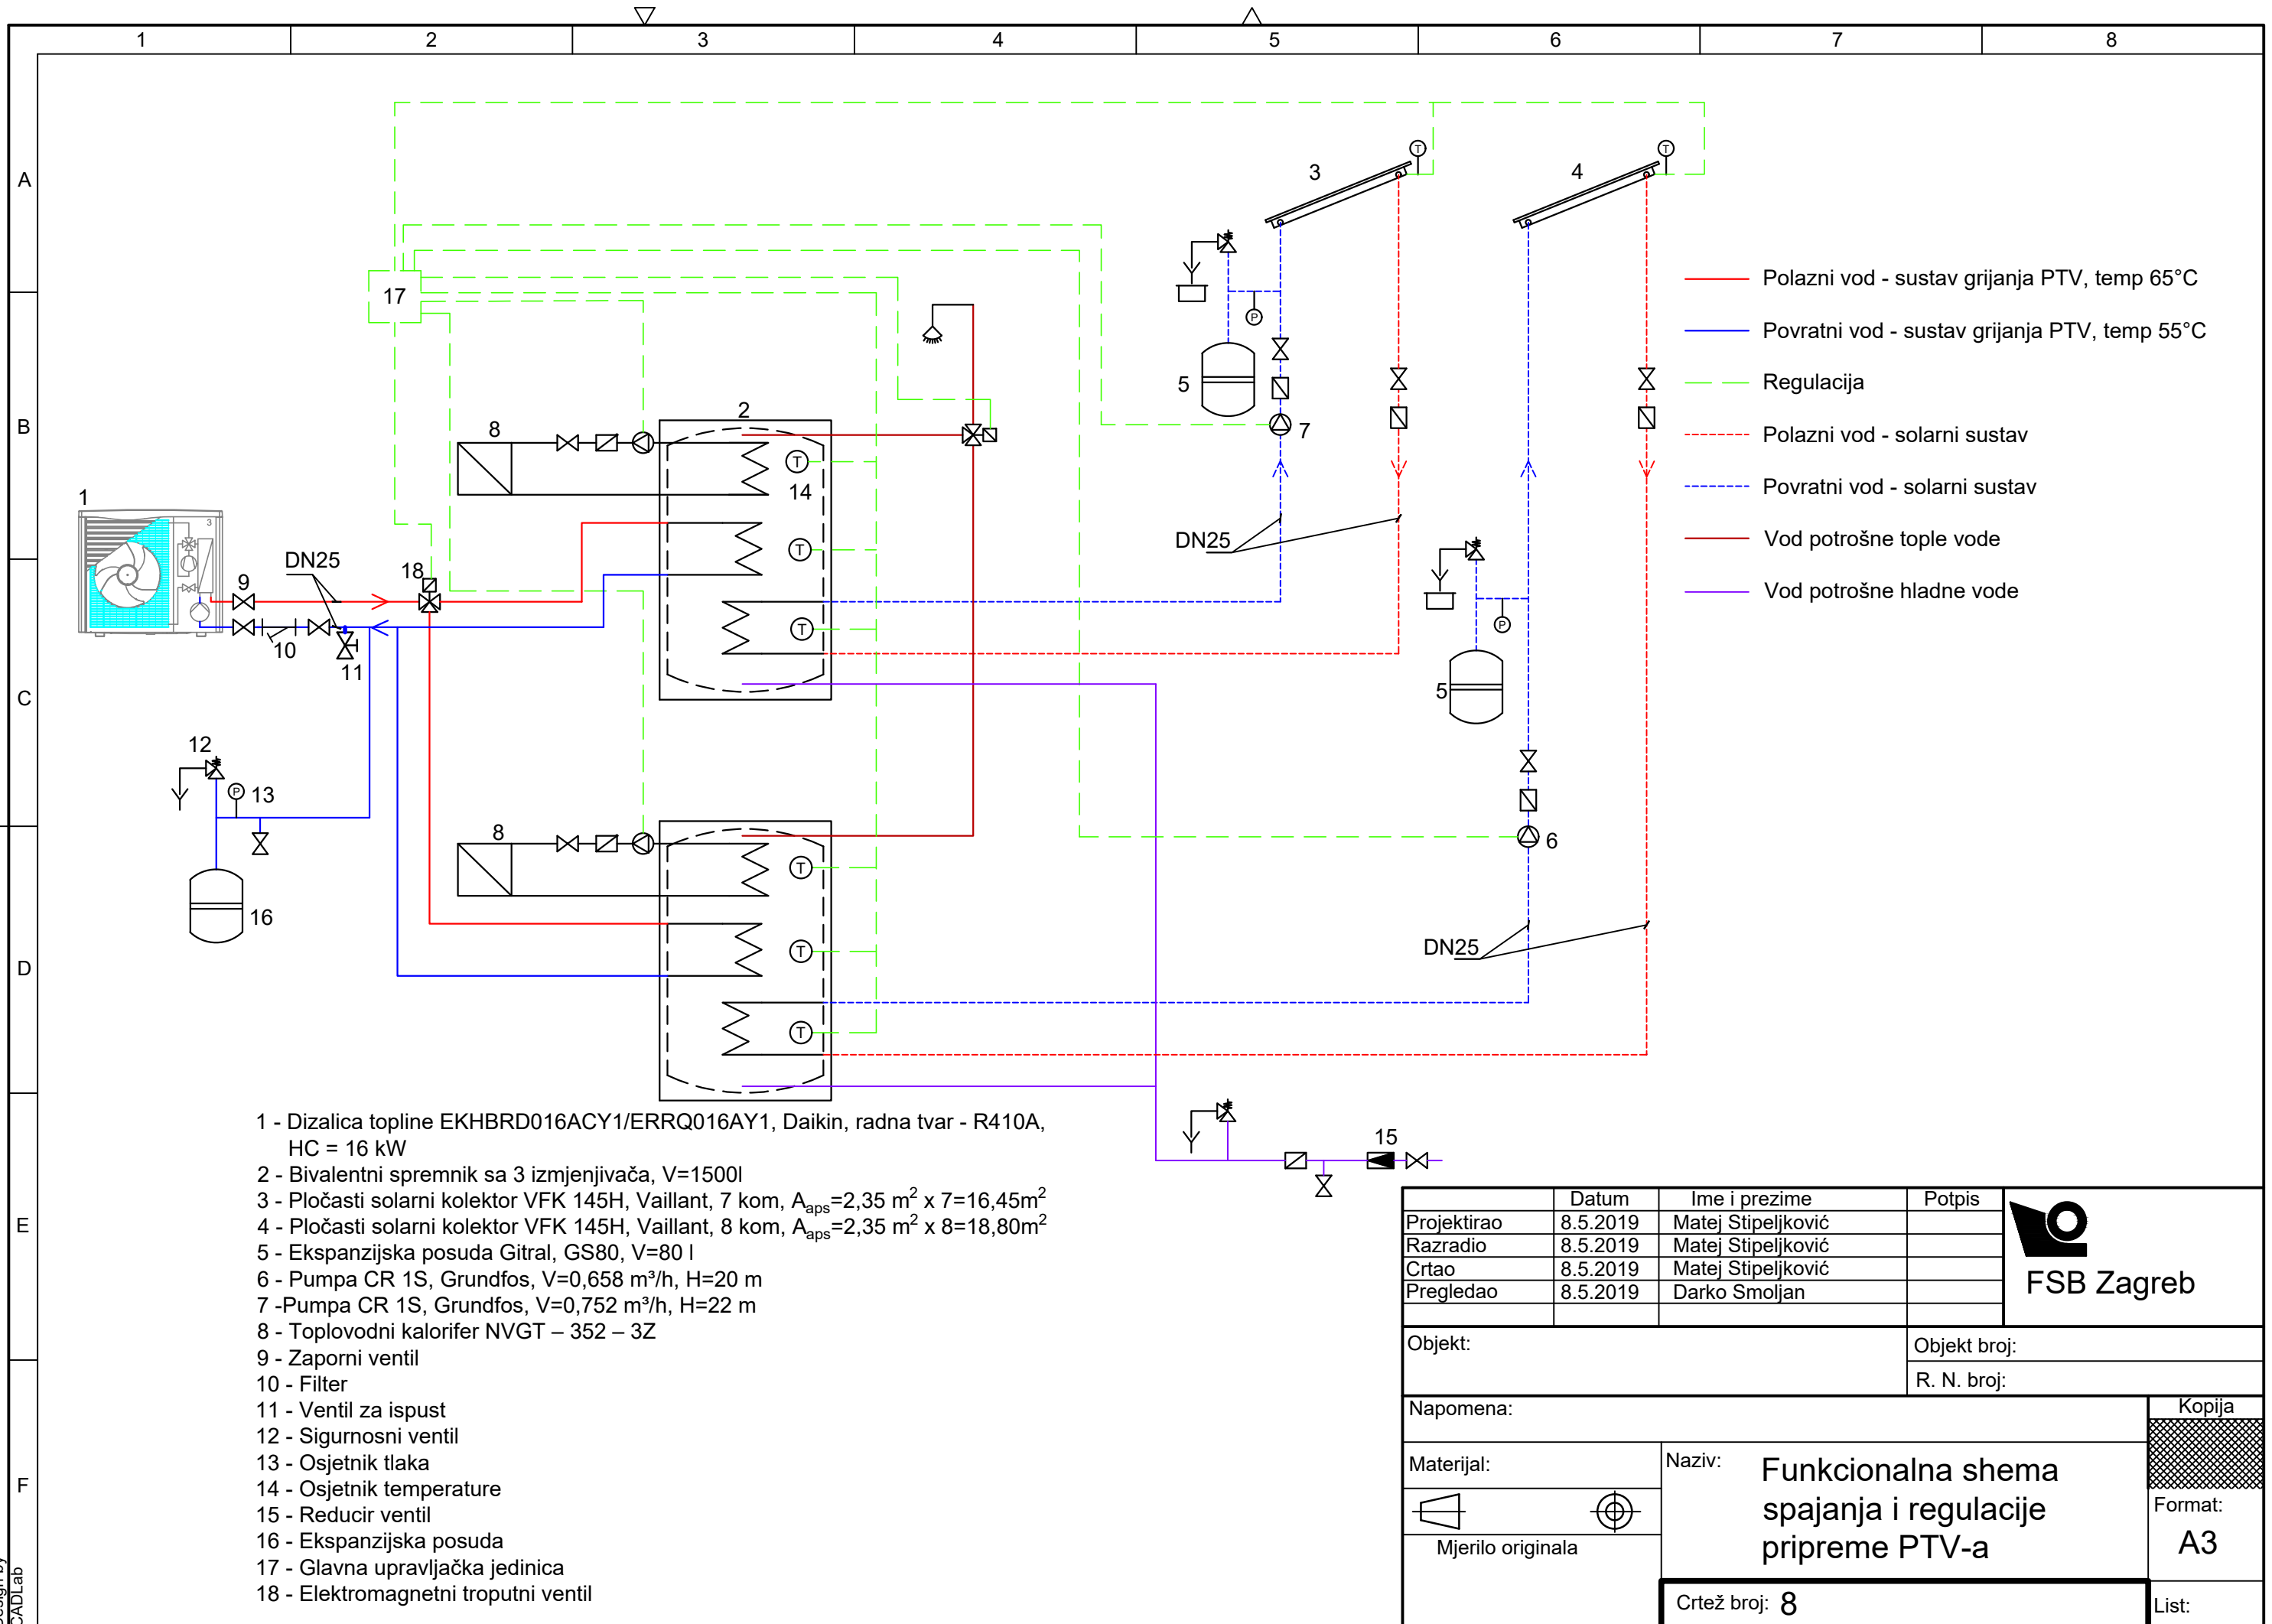 1 2 3 4 5 6 7 8
A
B
C
D
E
F
3
4
17
5
P
7
T
T
2
8
14
T
T
T
1
3
DN25
9
18
10
11
DN25
5
P
12
P
13
16
8
T
T
T
6
DN25
15
Polazni vod - sustav grijanja PTV, temp 65°C
Povratni vod - sustav grijanja PTV, temp 55°C
Regulacija
Polazni vod - solarni sustav
Povratni vod - solarni sustav
Vod potrošne tople vode
Vod potrošne hladne vode
1 - Dizalica topline EKHBRD016ACY1/ERRQ016AY1, Daikin, radna tvar - R410A,
HC = 16 kW
2 - Bivalentni spremnik sa 3 izmjenjivača, V=1500l
3 - Pločasti solarni kolektor VFK 145H, Vaillant, 7 kom, Aaps=2,35 m² x 7=16,45m²
4 - Pločasti solarni kolektor VFK 145H, Vaillant, 8 kom, Aaps=2,35 m² x 8=18,80m²
5 - Ekspanzijska posuda Gitral, GS80, V=80 l
6 - Pumpa CR 1S, Grundfos, V=0,658 m³/h, H=20 m
7 -Pumpa CR 1S, Grundfos, V=0,752 m³/h, H=22 m
8 - Toplovodni kalorifer NVGT – 352 – 3Z
9 - Zaporni ventil
10 - Filter
11 - Ventil za ispust
12 - Sigurnosni ventil
13 - Osjetnik tlaka
14 - Osjetnik temperature
15 - Reducir ventil
16 - Ekspanzijska posuda
17 - Glavna upravljačka jedinica
18 - Elektromagnetni troputni ventil
Datum Ime i prezime Potpis
Projektirao 8.5.2019 Matej Stipeljković
Razradio 8.5.2019 Matej Stipeljković
Crtao 8.5.2019 Matej Stipeljković
Pregledao 8.5.2019 Darko Smoljan
FSB Zagreb
Objekt:
Objekt broj:
R. N. broj:
Napomena:
Kopija
Materijal:
Naziv:
Funkcionalna shema
spajanja i regulacije
pripreme PTV-a
Format:
A3
Mjerilo originala
Crtež broj: 8
List:
CADLab